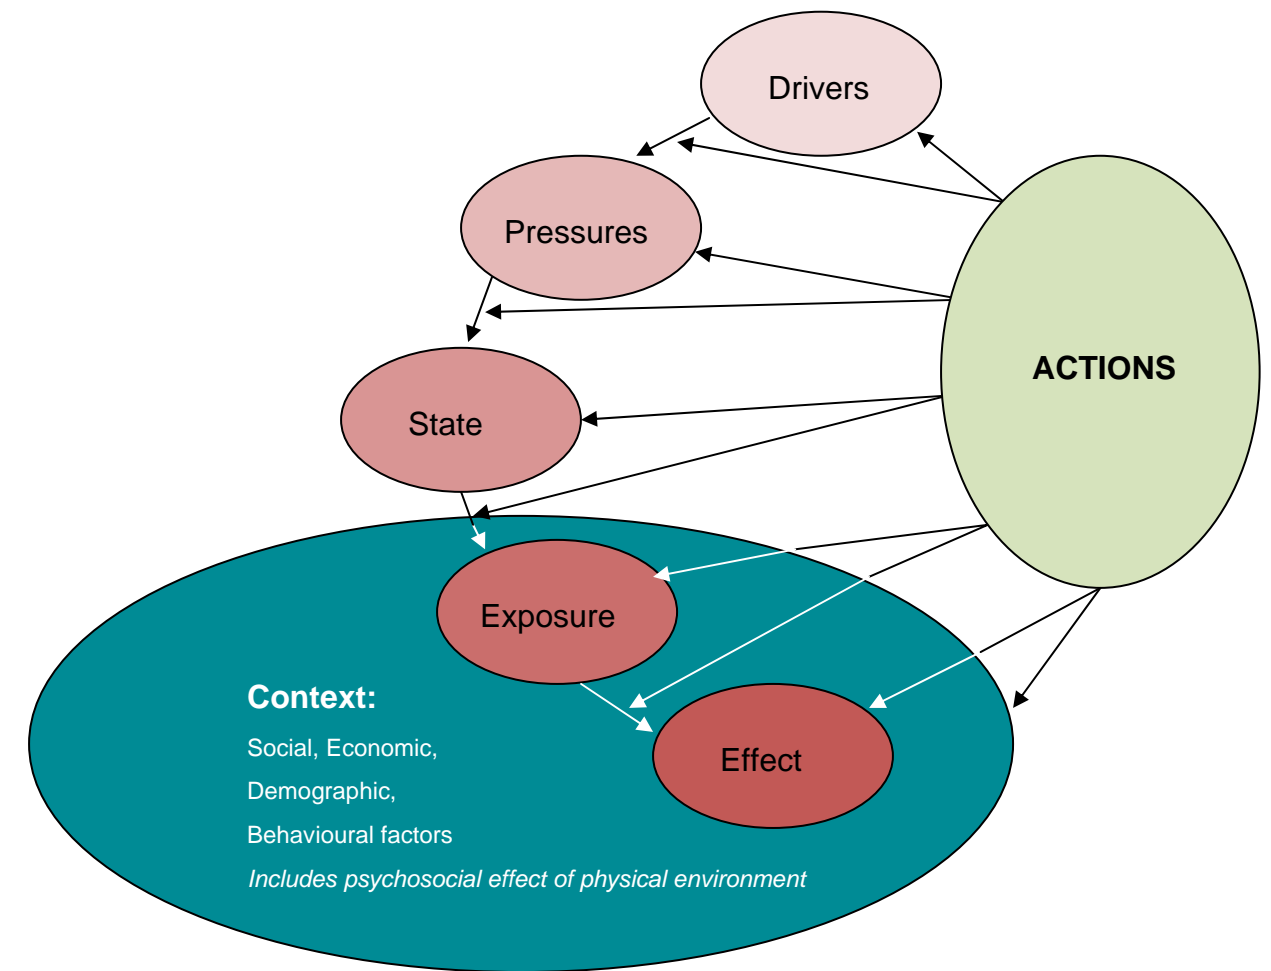 Drivers
Pressures
ACTIONS
State
Exposure
Context:
Social, Economic,
Effect
Demographic,
Behavioural factors
Includes psychosocial effect of physical environment